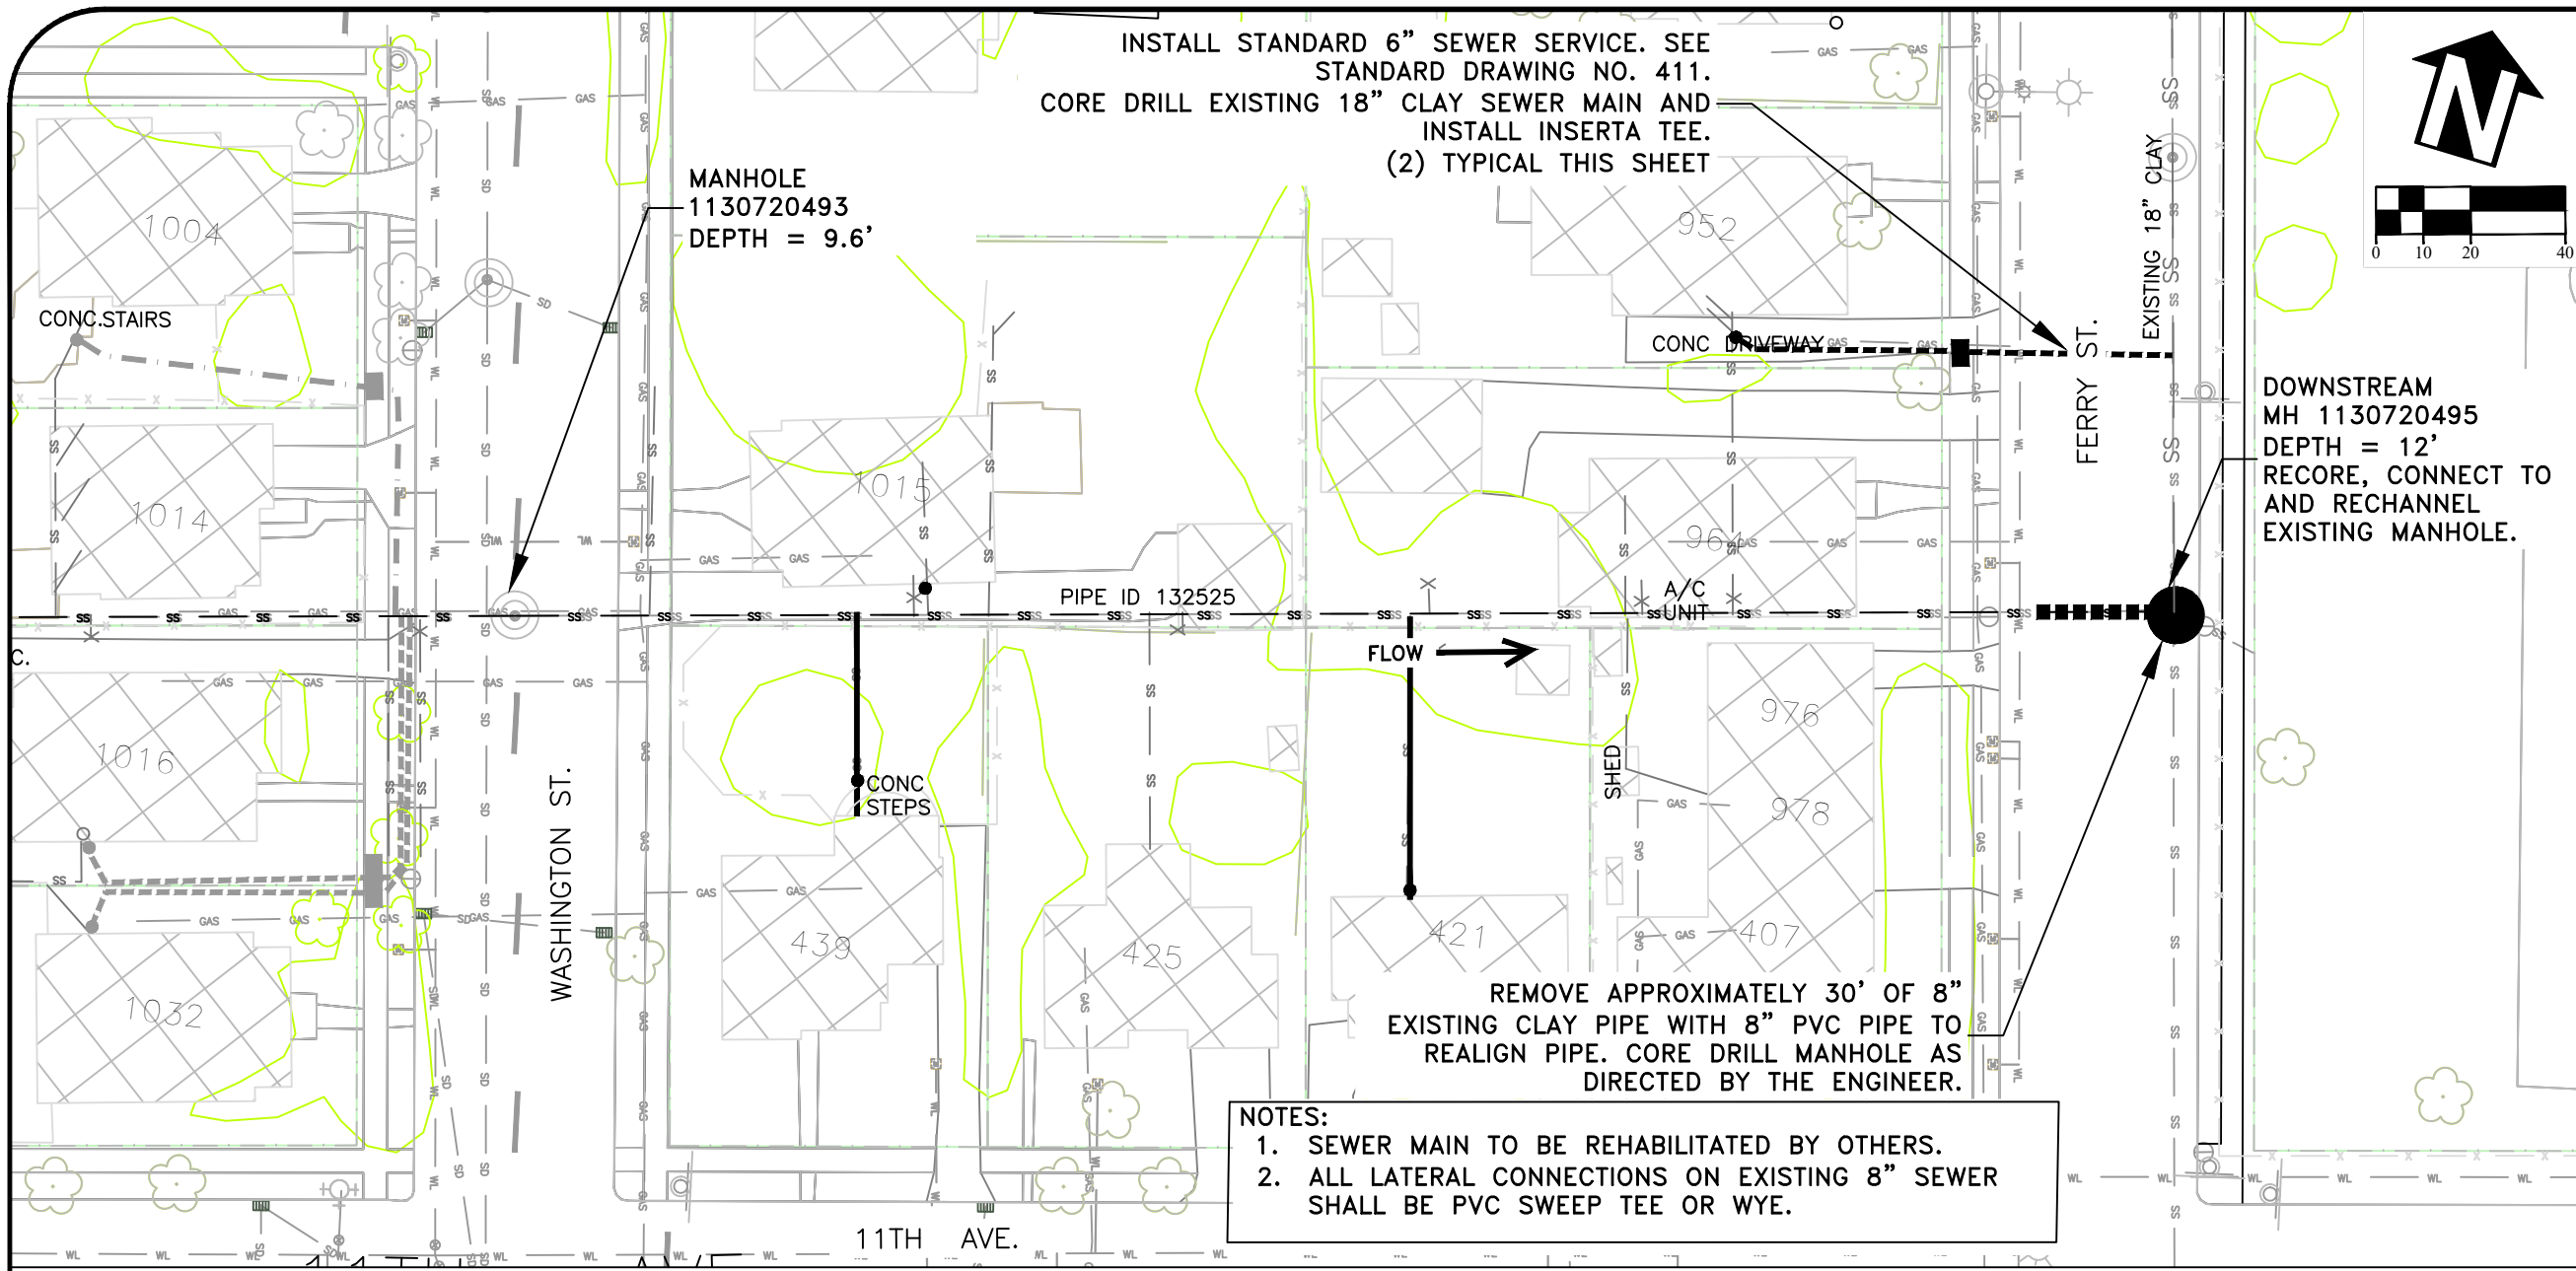 INSTALL STANDARD 6" SEWER SERVICE. SEE
STANDARD DRAWING NO. 411.
CORE DRILL EXISTING 18" CLAY SEWER MAIN AND
INSTALL INSERTA TEE.
(2) TYPICAL THIS SHEET
N
0 10 20 40
MANHOLE
1130720493
DEPTH = 9.6'
EXISTING 18" CLAY
FERRY ST.
DOWNSTREAM
MH 1130720495
DEPTH = 12'
RECORE, CONNECT TO
AND RECHANNEL
EXISTING MANHOLE.
1004
CONC.STAIRS
952
CONC DRIVEWAY
1014
1015
964
A/C
UNIT
PIPE ID 132525
FLOW
C.
1016
WASHINGTON ST.
CONC
STEPS
SHED
976
978
407
439
425
421
1032
REMOVE APPROXIMATELY 30' OF 8"
EXISTING CLAY PIPE WITH 8" PVC PIPE TO
REALIGN PIPE. CORE DRILL MANHOLE AS
DIRECTED BY THE ENGINEER.
NOTES:
1. SEWER MAIN TO BE REHABILITATED BY OTHERS.
2. ALL LATERAL CONNECTIONS ON EXISTING 8" SEWER
SHALL BE PVC SWEEP TEE OR WYE.
11TH AVE.
GAS
SS
SD
WL